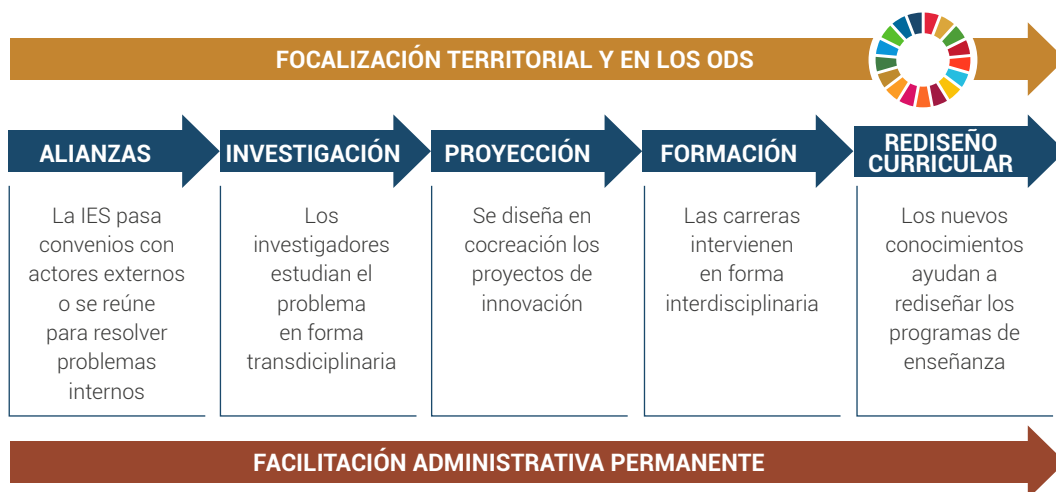 FOCALIZACIÓN TERRITORIAL Y EN LOS ODS
ALIANZAS
La IES pasa
convenios con
actores externos
o se reúne
para resolver
problemas
internos
INVESTIGACIÓN
Los
investigadores
estudian el
problema
en forma
transdiciplinaria
PROYECCIÓN
Se diseña en
cocreación los
proyectos de
innovación
FORMACIÓN
Las carreras
intervienen
en forma
interdisciplinaria
REDISEÑO
CURRICULAR
Los nuevos
conocimientos
ayudan a
rediseñar los
programas de
enseñanza
FACILITACIÓN ADMINISTRATIVA PERMANENTE